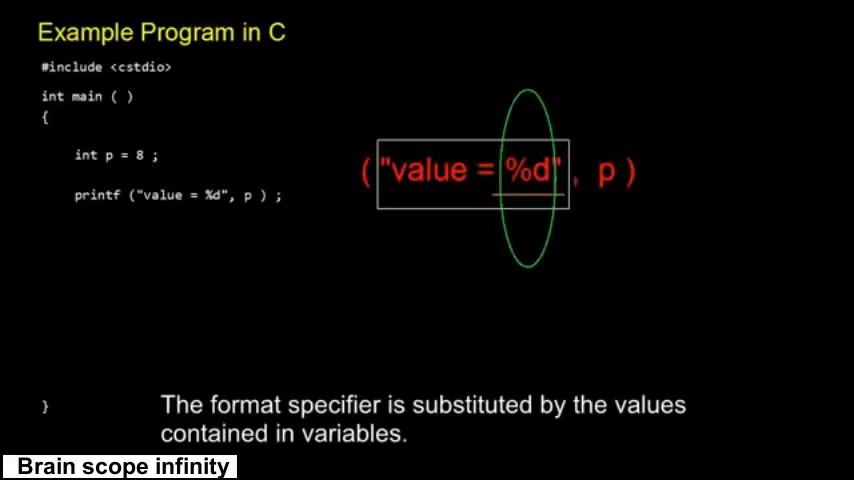 Example Program in C
#include <cstdio>
int main ( )
{
int p = 8 ;
printf ("value = %d", p ) ;
( "value = %d" , p )
}
The format specifier is substituted by the values
contained in variables.
Brain scope infinity